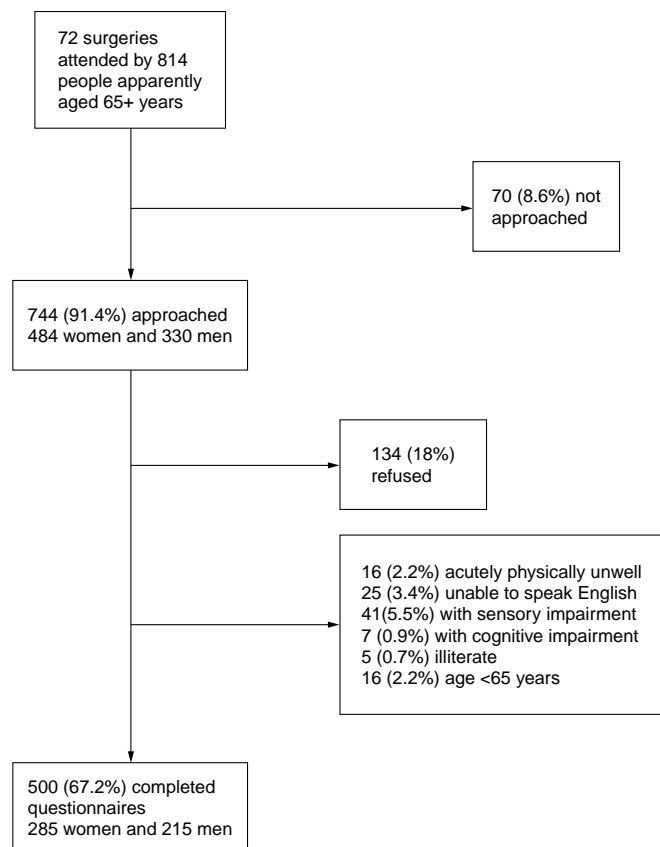 72 surgeries
attended by 814
people apparently
aged 65+ years
70 (8.6%) not
approached
744 (91.4%) approached
484 women and 330 men
134 (18%)
refused
16 (2.2%) acutely physically unwell
25 (3.4%) unable to speak English
41(5.5%) with sensory impairment
7 (0.9%) with cognitive impairment
5 (0.7%) illiterate
16 (2.2%) age <65 years
500 (67.2%) completed
questionnaires
285 women and 215 men